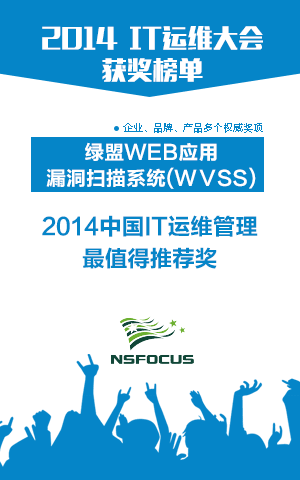 2014 IT运维大会
获奖榜单
● 企业、品牌、产品多个权威奖项
绿盟WEB应用
漏洞扫描系统(WVSS)
2014中国IT运维管理
最值得推荐奖
NSFOCUS